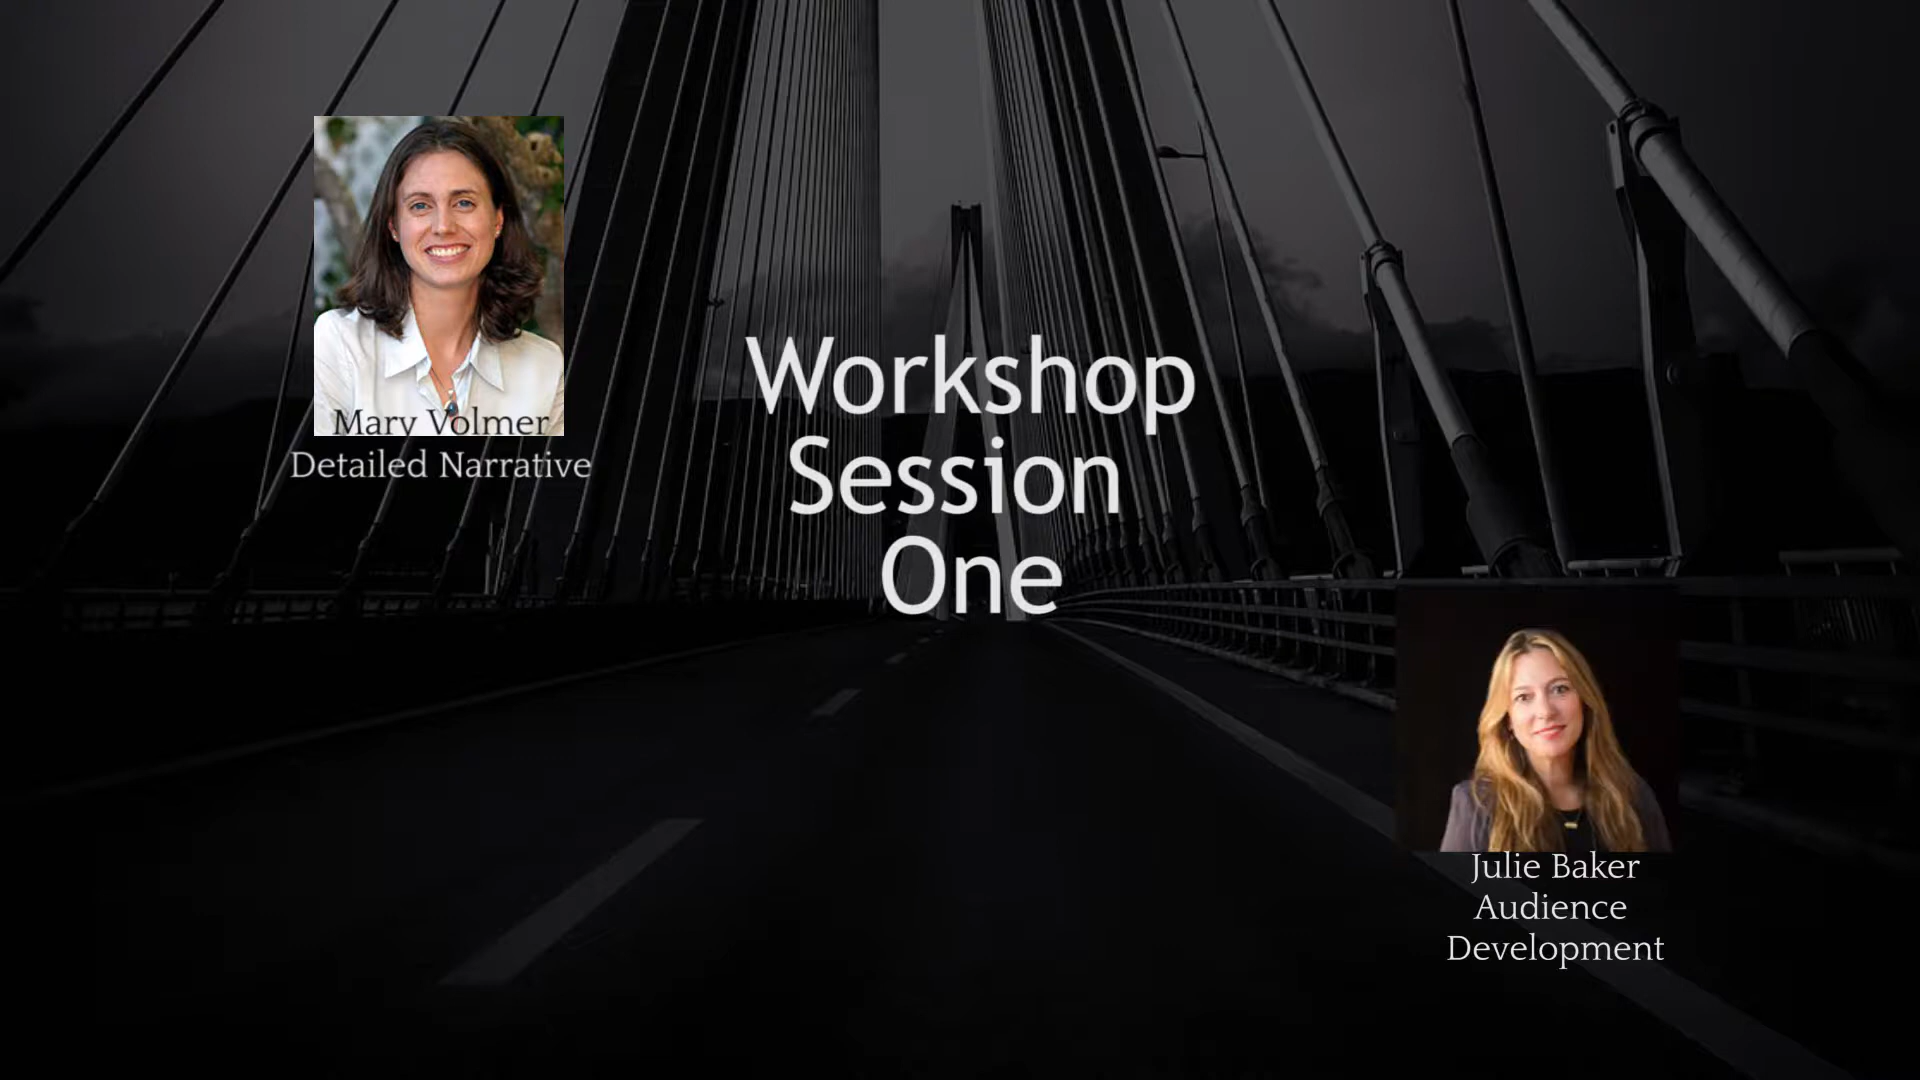 Mary Volmer
Detailed Narrative
Workshop
Session
One
Julie Baker
Audience
Development